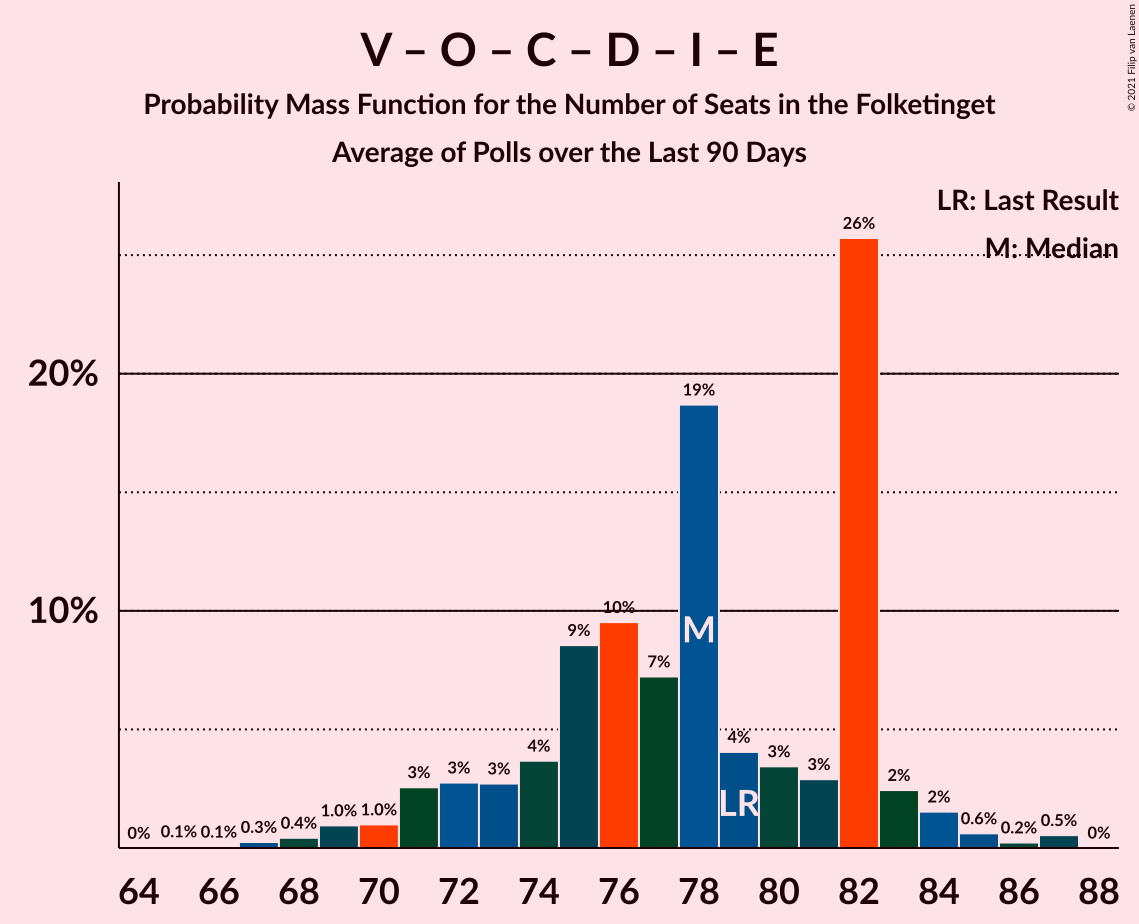 V – O – C – D – I – E
Probability Mass Function for the Number of Seats in the Folketinget
Average of Polls over the Last 90 Days
© 2021 Filip van Laenen
LR: Last Result
M: Median
20%
10%
0% 0.1% 0.1% 0.3% 0.4% 1.0% 1.0% 3% 3% 3% 4% 9% 10% 7% 19% 4% 3% 3% 26% 2% 2% 0.6% 0.2% 0.5% 0%
M
LR
64 66 68 70 72 74 76 78 80 82 84 86 88